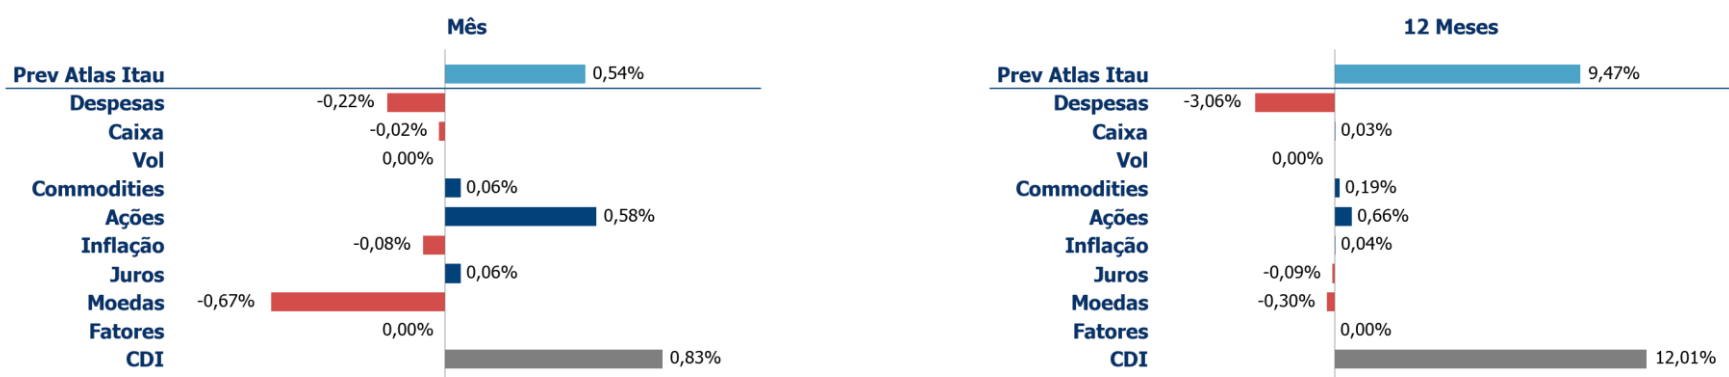 Mês
Prev Atlas Itau 0,54%
Despesas -0,22%
Caixa -0,02%
Vol 0,00%
Commodities 0,06%
Ações 0,58%
Inflação -0,08%
Juros 0,06%
Moedas -0,67%
Fatores 0,00%
CDI 0,83%
12 Meses
Prev Atlas Itau 9,47%
Despesas -3,06%
Caixa 0,03%
Vol 0,00%
Commodities 0,19%
Ações 0,66%
Inflação 0,04%
Juros -0,09%
Moedas -0,30%
Fatores 0,00%
CDI 12,01%